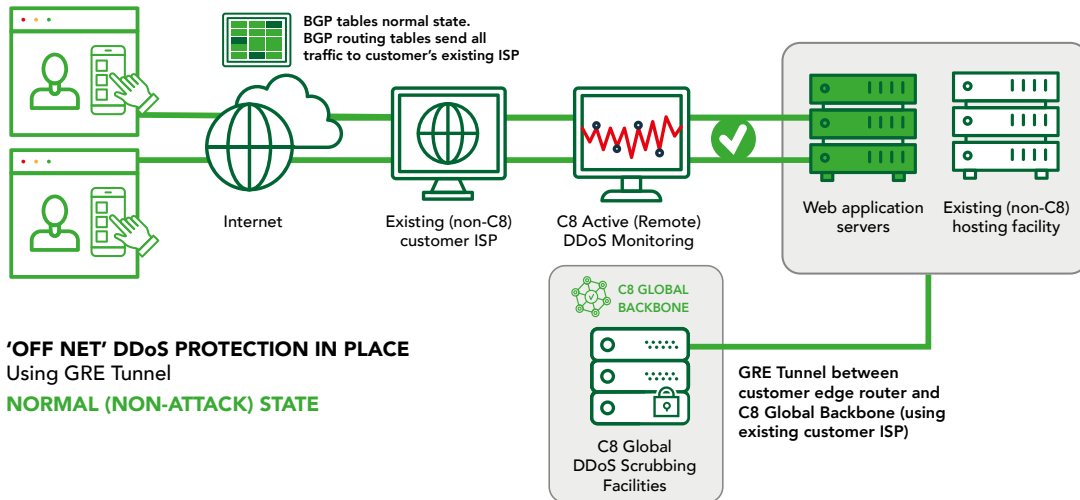 BGP tables normal state.
BGP routing tables send all
traffic to customer's existing ISP
Internet
Existing (non-C8)
customer ISP
C8 Active (Remote)
DDoS Monitoring
Web application
servers
Existing (non-C8)
hosting facility
C8 GLOBAL
BACKBONE
'OFF NET' DDoS PROTECTION IN PLACE
Using GRE Tunnel
NORMAL (NON-ATTACK) STATE
GRE Tunnel between
customer edge router and
C8 Global Backbone (using
existing customer ISP)
C8 Global
DDoS Scrubbing
Facilities